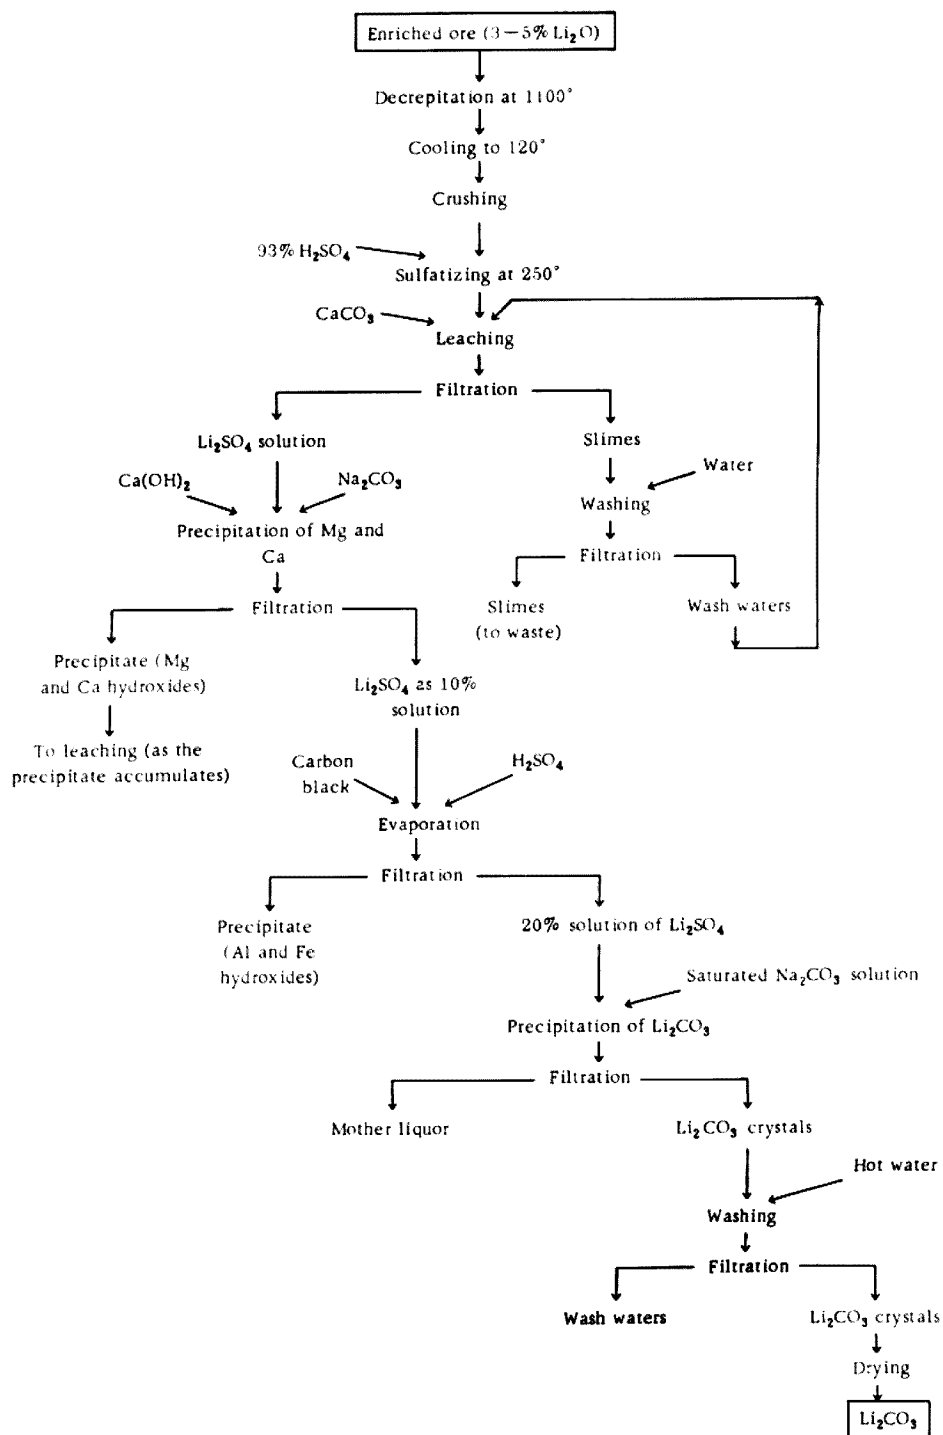 Enriched ore (3—5% Li₂O)
Decrepitation at 1100°
Cooling to 120°
Crushing
93% H₂SO₄
Sulfatizing at 250°
CaCO₃
Leaching
Filtration
Li₂SO₄ solution
Slimes
Ca(OH)₂
Na₂CO₃
Water
Precipitation of Mg and
Ca
Washing
Filtration
Filtration
Slimes
(to waste)
Wash waters
Precipitate (Mg
and Ca hydroxides)
Li₂SO₄ as 10%
solution
To leaching (as the
precipitate accumulates)
Carbon
black
H₂SO₄
Evaporation
Filtration
Precipitate
(Al and Fe
hydroxides)
20% solution of Li₂SO₄
Saturated Na₂CO₃ solution
Precipitation of Li₂CO₃
Filtration
Mother liquor
Li₂CO₃ crystals
Hot water
Washing
Filtration
Wash waters
Li₂CO₃ crystals
Drying
Li₂CO₃